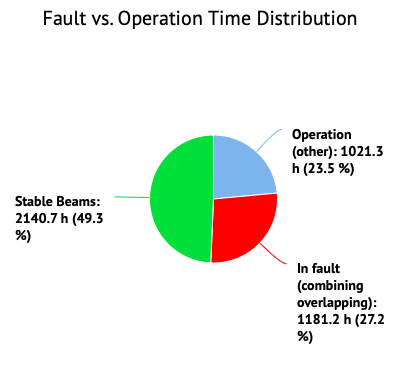 Fault vs. Operation Time Distribution
Operation
(other): 1021.3
h (23.5 %)
Stable Beams:
2140.7 h (49.3
%)
In fault
(combining
overlapping):
1181.2 h (27.2
%)